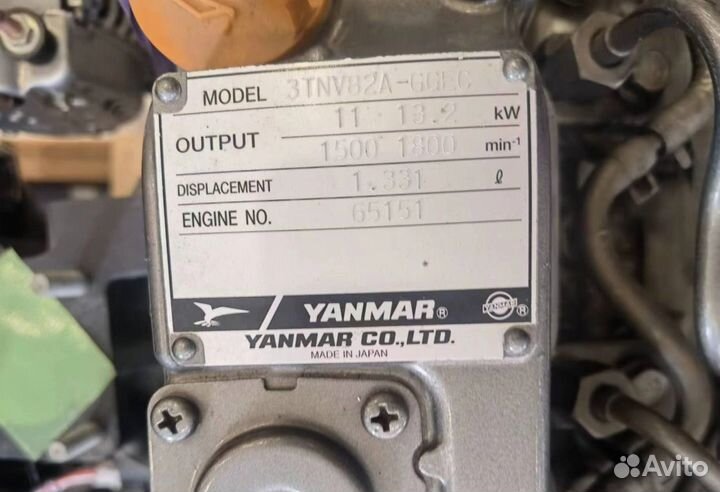 MODEL 3TNV82A-GGEC
11 13.2 kW
OUTPUT
1500 1800 min-1
DISPLACEMENT 1.331 ℓ
ENGINE NO. 65151
YANMAR® YANMAR ®
YANMAR CO.,LTD.
MADE IN JAPAN
Avito